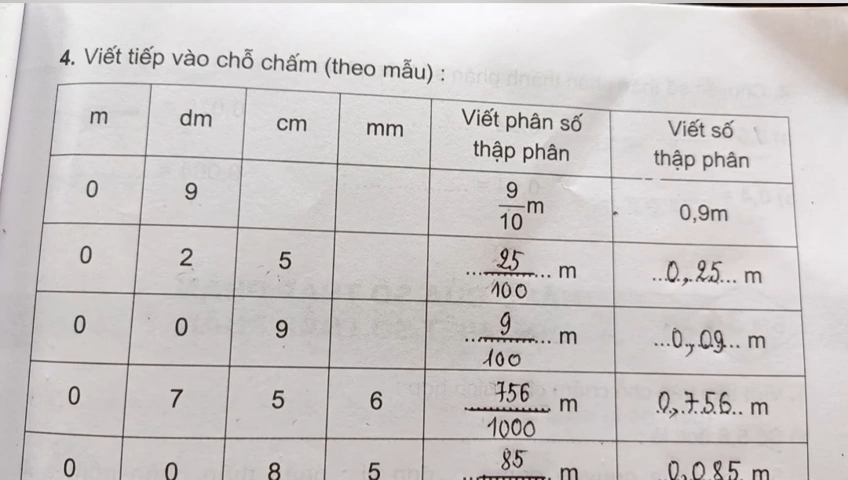 4. Viết tiếp vào chỗ chấm (theo mẫu) :
m dm cm mm Viết phân số thập phân Viết số thập phân
0 9 9/10 m 0,9m
0 2 5 25/100 m 0,25 m
0 0 9 9/100 m 0,09 m
0 7 5 6 756/1000 m 0,756 m
0 0 8 5 85 m 0,085 m